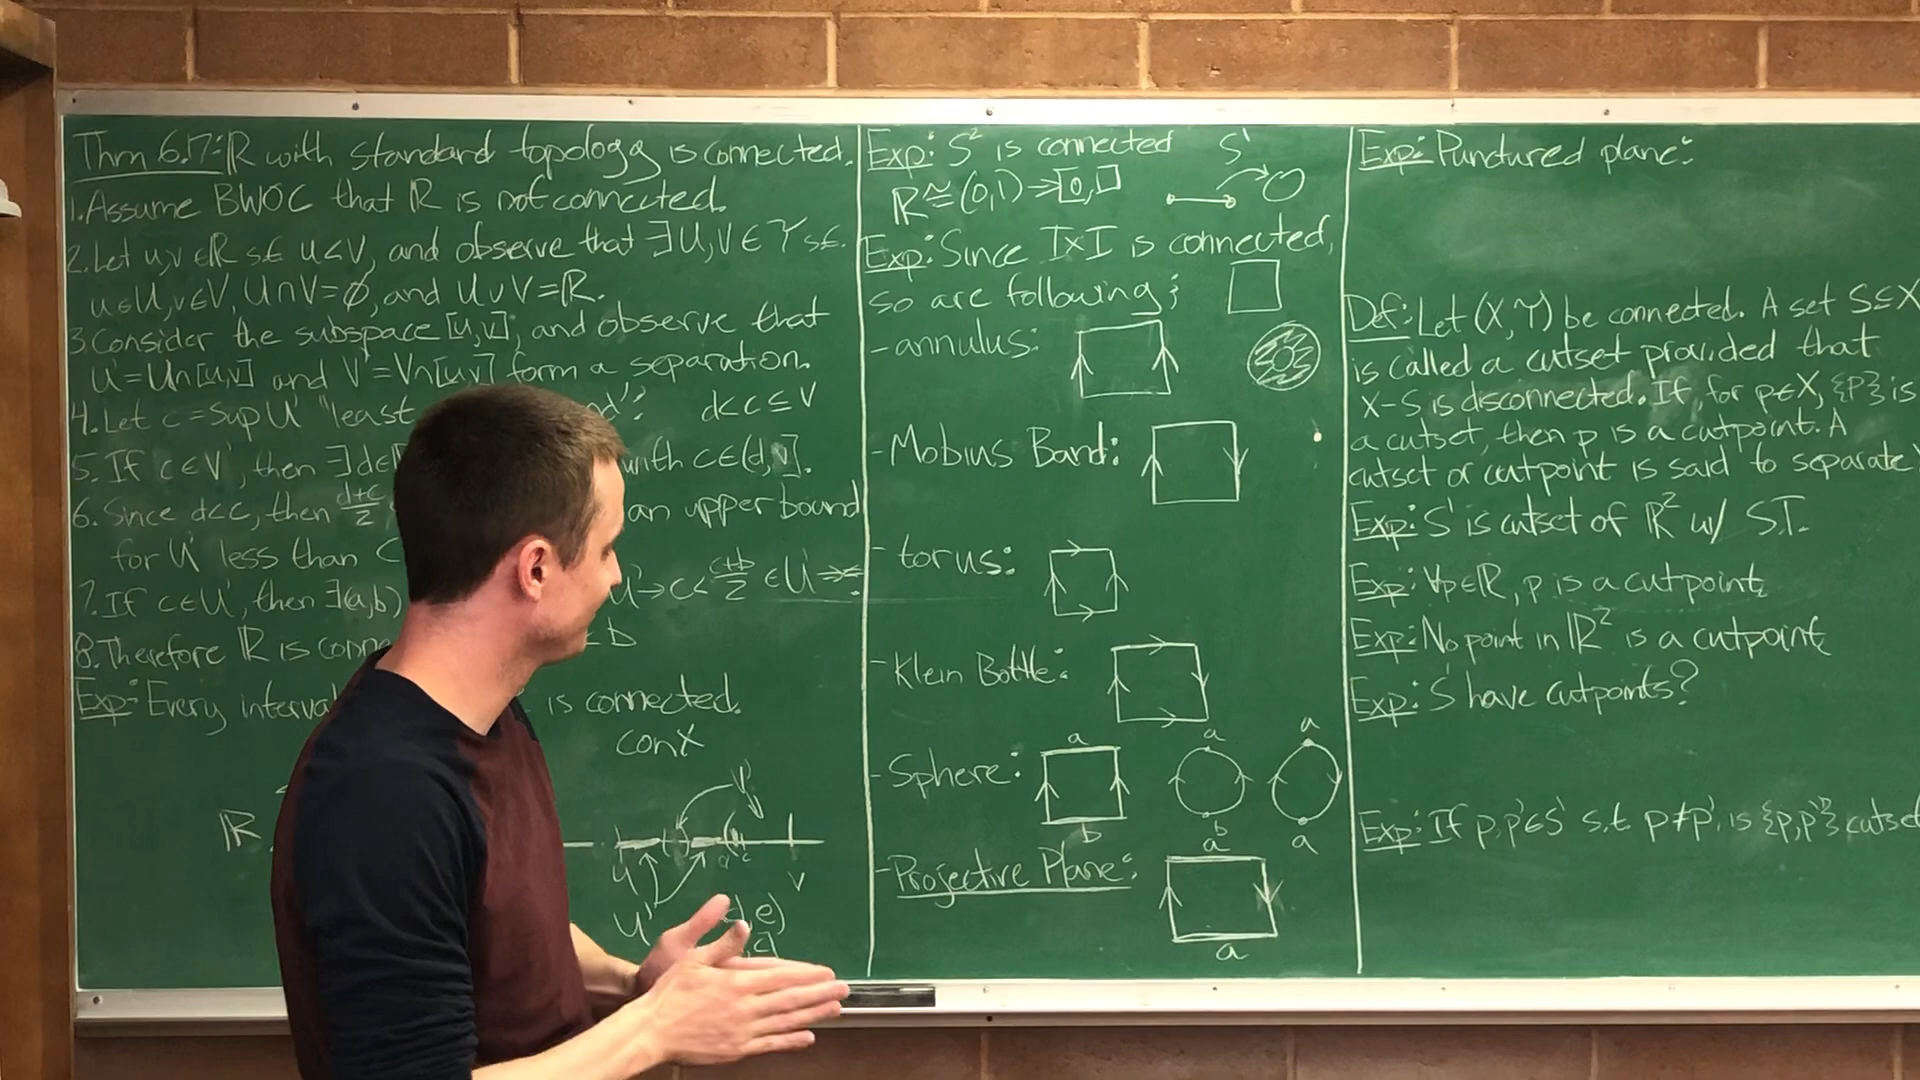 Thm 6.7: ℝ with standard topology is connected.
1. Assume BWOC that ℝ is not connected.
2. Let u,v ∈ ℝ s.t. u<v, and observe that ∃ U,V ∈ 𝒯 s.t.
u∈U, v∈V, U∩V=∅, and U∪V=ℝ.
3. Consider the subspace [u,v], and observe that
U'=U∩[u,v] and V'=V∩[u,v] form a separation.
4. Let c = sup U' "least d<c≤v
5. If c∈V', then ∃ with c∈(d,v].
6. Since d<c, then d+c/2 an upper bound
for U' less than c
7. If c∈U', then ∃(a,b) U'→c< c+b/2 ∈U'
8. Therefore ℝ is
Exp: Every is connected.
conX
ℝ
V'
u
v
U'
Exp: S² is connected S¹
ℝ≅(0,1)⇒[0,1]
Exp: Since I×I is connected,
so are following:
- annulus:
- Mobius Band:
- torus:
- Klein Bottle:
- Sphere: a b a b a a
- Projective Plane: a a
Exp: Punctured plane:
Def: Let (X,𝒯) be connected. A set S⊆X
is called a cutset provided that
X-S is disconnected. If, for p∈X, {p} is
a cutset, then p is a cutpoint. A
cutset or cutpoint is said to separate
Exp: S¹ is cutset of ℝ² w/ S.T.
Exp: ∀p∈ℝ, p is a cutpoint
Exp: No point in ℝ² is a cutpoint
Exp: S¹ have cutpoints?
Exp: If p,p'∈S¹ s.t. p≠p', is {p,p'} cutset